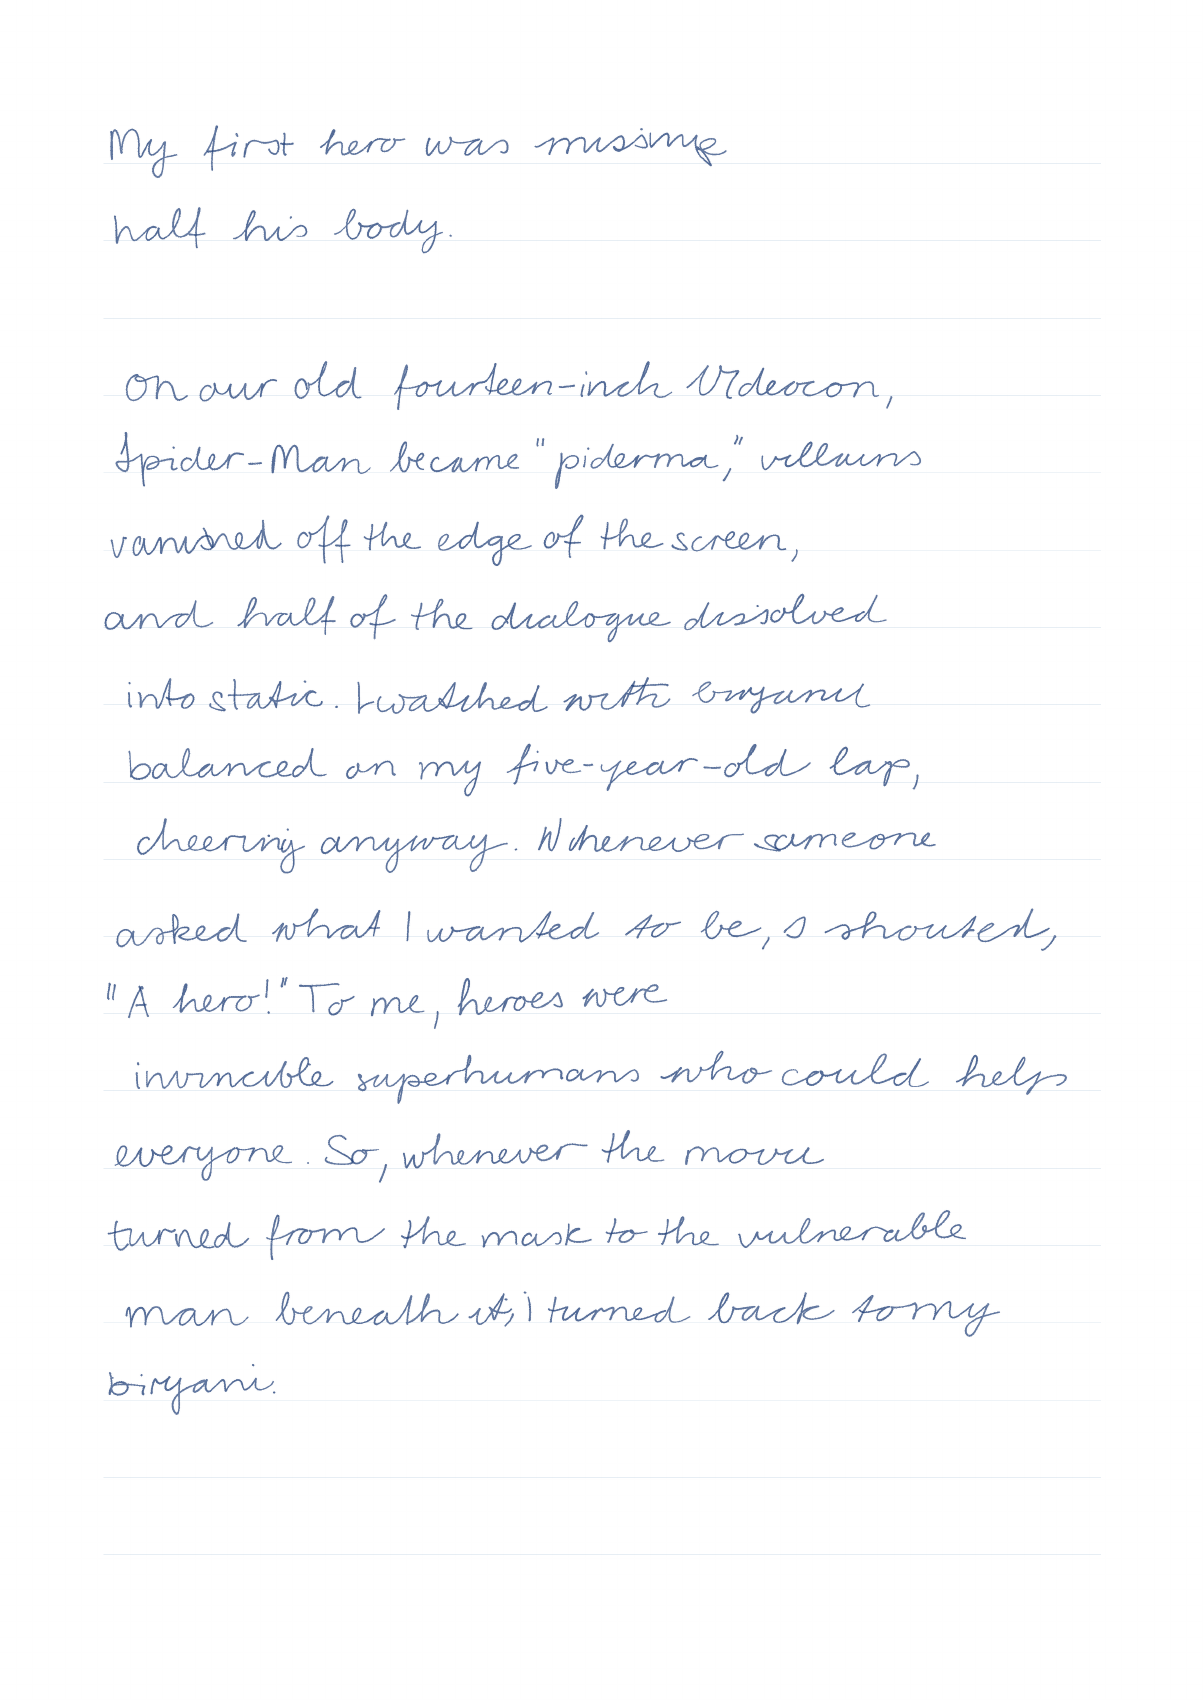 My first hero was missing
half his body.
On our old fourteen-inch Videocon,
Spider-Man became "piderma," villains
vanished off the edge of the screen,
and half of the dialogue dissolved
into static. I watched with biryani
balanced on my five-year-old lap,
cheering anyway. Whenever someone
asked what I wanted to be, I shouted,
"A hero!" To me, heroes were
invincible superhumans who could help
everyone. So, whenever the movie
turned from the mask to the vulnerable
man beneath it, I turned back to my
biryani.